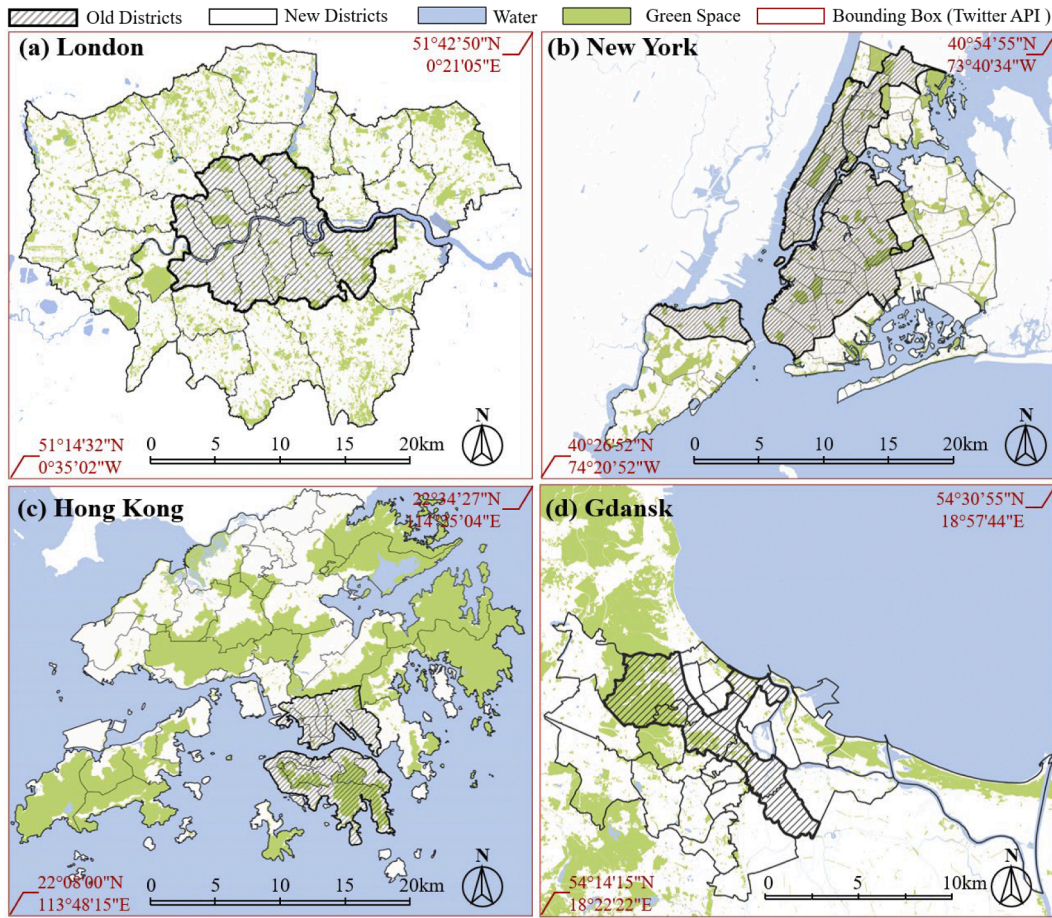 Old Districts New Districts Water Green Space Bounding Box (Twitter API )
(a) London
51°42'50"N
0°21'05"E
51°14'32"N
0°35'02"W
0 5 10 15 20km
N
(b) New York
40°54'55"N
73°40'34"W
40°26'52"N
74°20'52"W
0 5 10 15 20km
N
(c) Hong Kong
22°34’27"N
22°08’00"N
113°48’15"E
0 5 10 15 20km
N
(d) Gdansk
54°30’55"N
18°57'44"E
54°14'15"N
18°22'22"E
0 5 10km
N